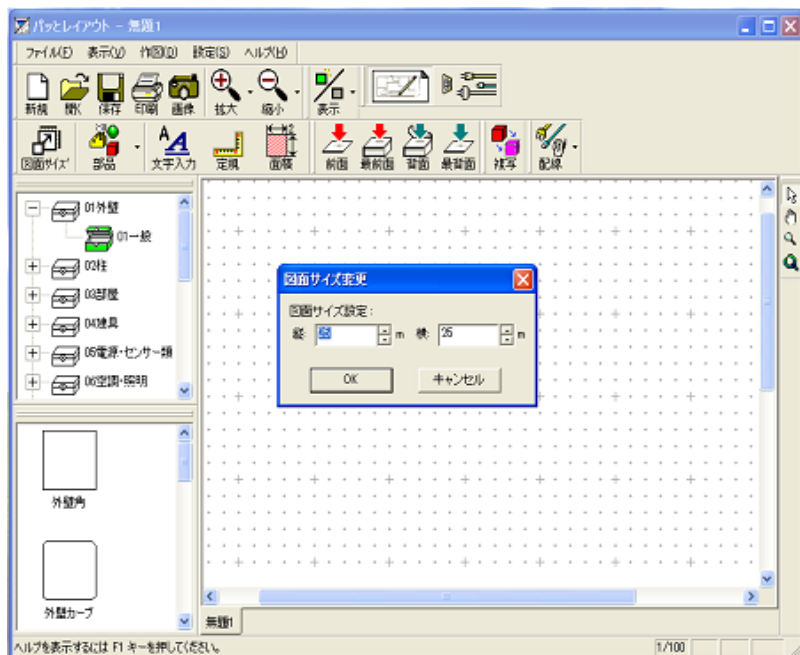 パッとレイアウト - 無題1
ファイル(F) 表示(V) 作図(D) 設定(S) ヘルプ(H)
新規 開く 保存 印刷 画像 拡大 縮小 表示
図面サイズ 部品 文字入力 定規 面積 前面 最前面 背面 最背面 複写 配線
01外壁
01一般
02柱
03部屋
04建具
05電源・センサー類
06空調・照明
図面サイズ変更
図面サイズ設定:
縦: m 横: 35 m
OK キャンセル
外壁角
外壁カーブ
無題1
ヘルプを表示するには F1 キーを押してください。 1/100